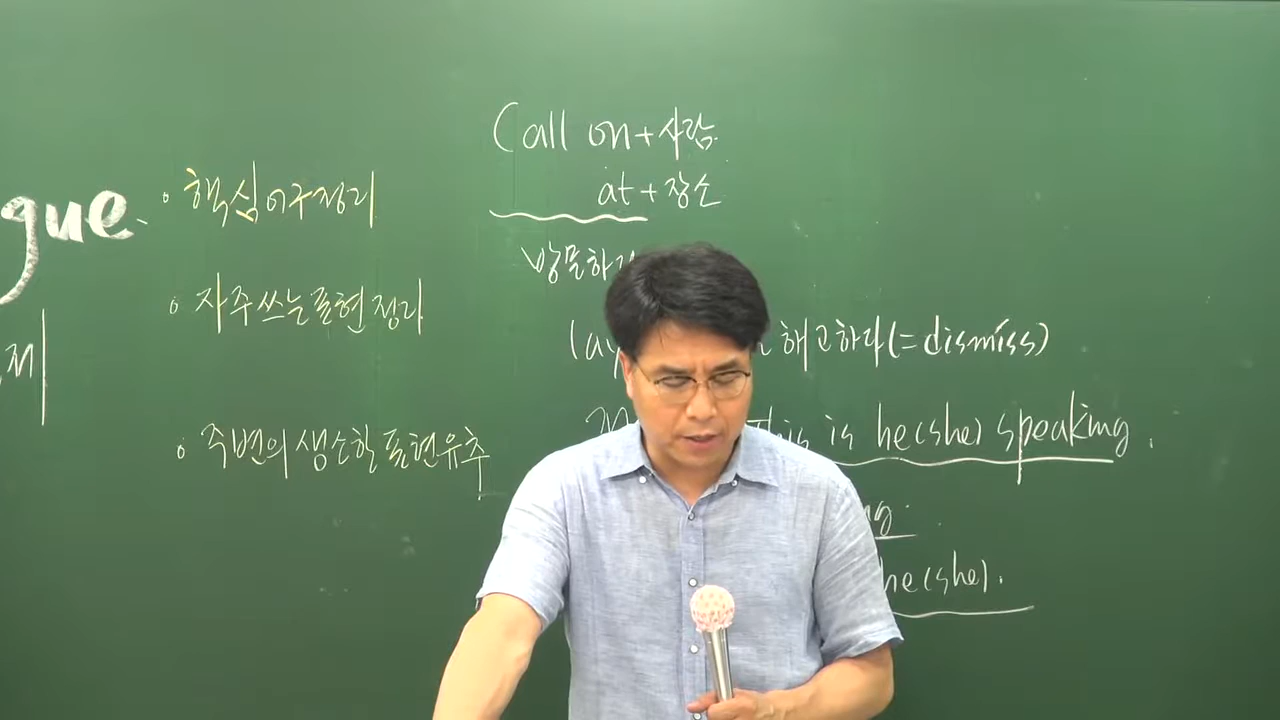 gue.
• 핵심어구정리
• 자주쓰는표현정리
• 주변의 생소한 표현유추
Call on + 사람
at + 장소
방문하다
lay 해고하다(= dismiss)
This is he(she) speaking.
he(she).